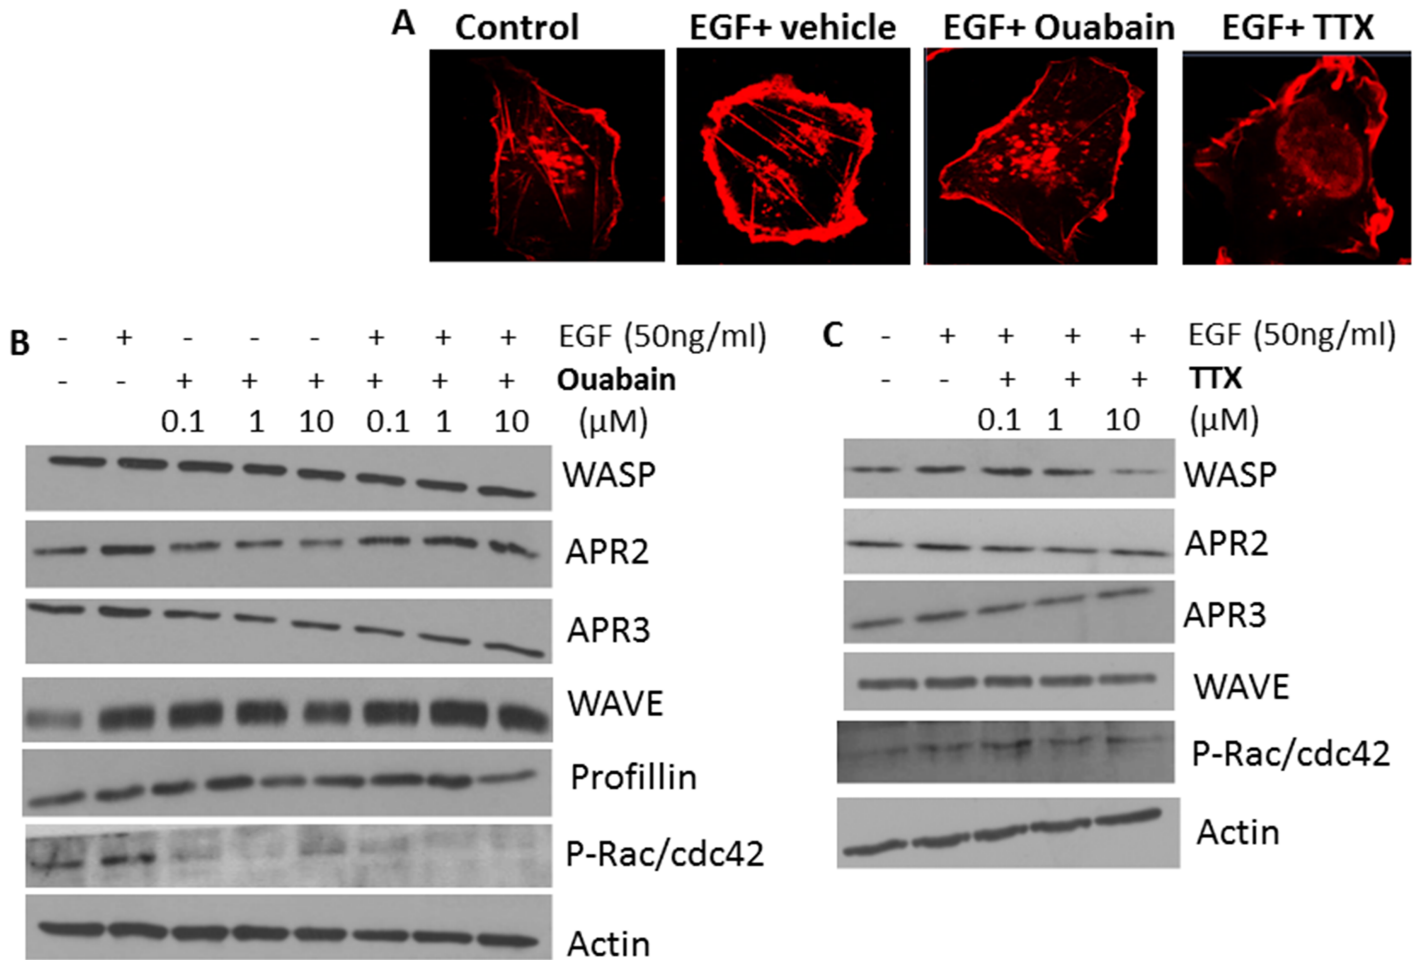 A Control EGF+ vehicle EGF+ Ouabain EGF+ TTX
B - + - - - + + + EGF (50ng/ml)
- - + + + + + + Ouabain
0.1 1 10 0.1 1 10 (μM)
WASP
APR2
APR3
WAVE
Profillin
P-Rac/cdc42
Actin
C - + + + + EGF (50ng/ml)
- - + + + TTX
0.1 1 10 (μM)
WASP
APR2
APR3
WAVE
P-Rac/cdc42
Actin